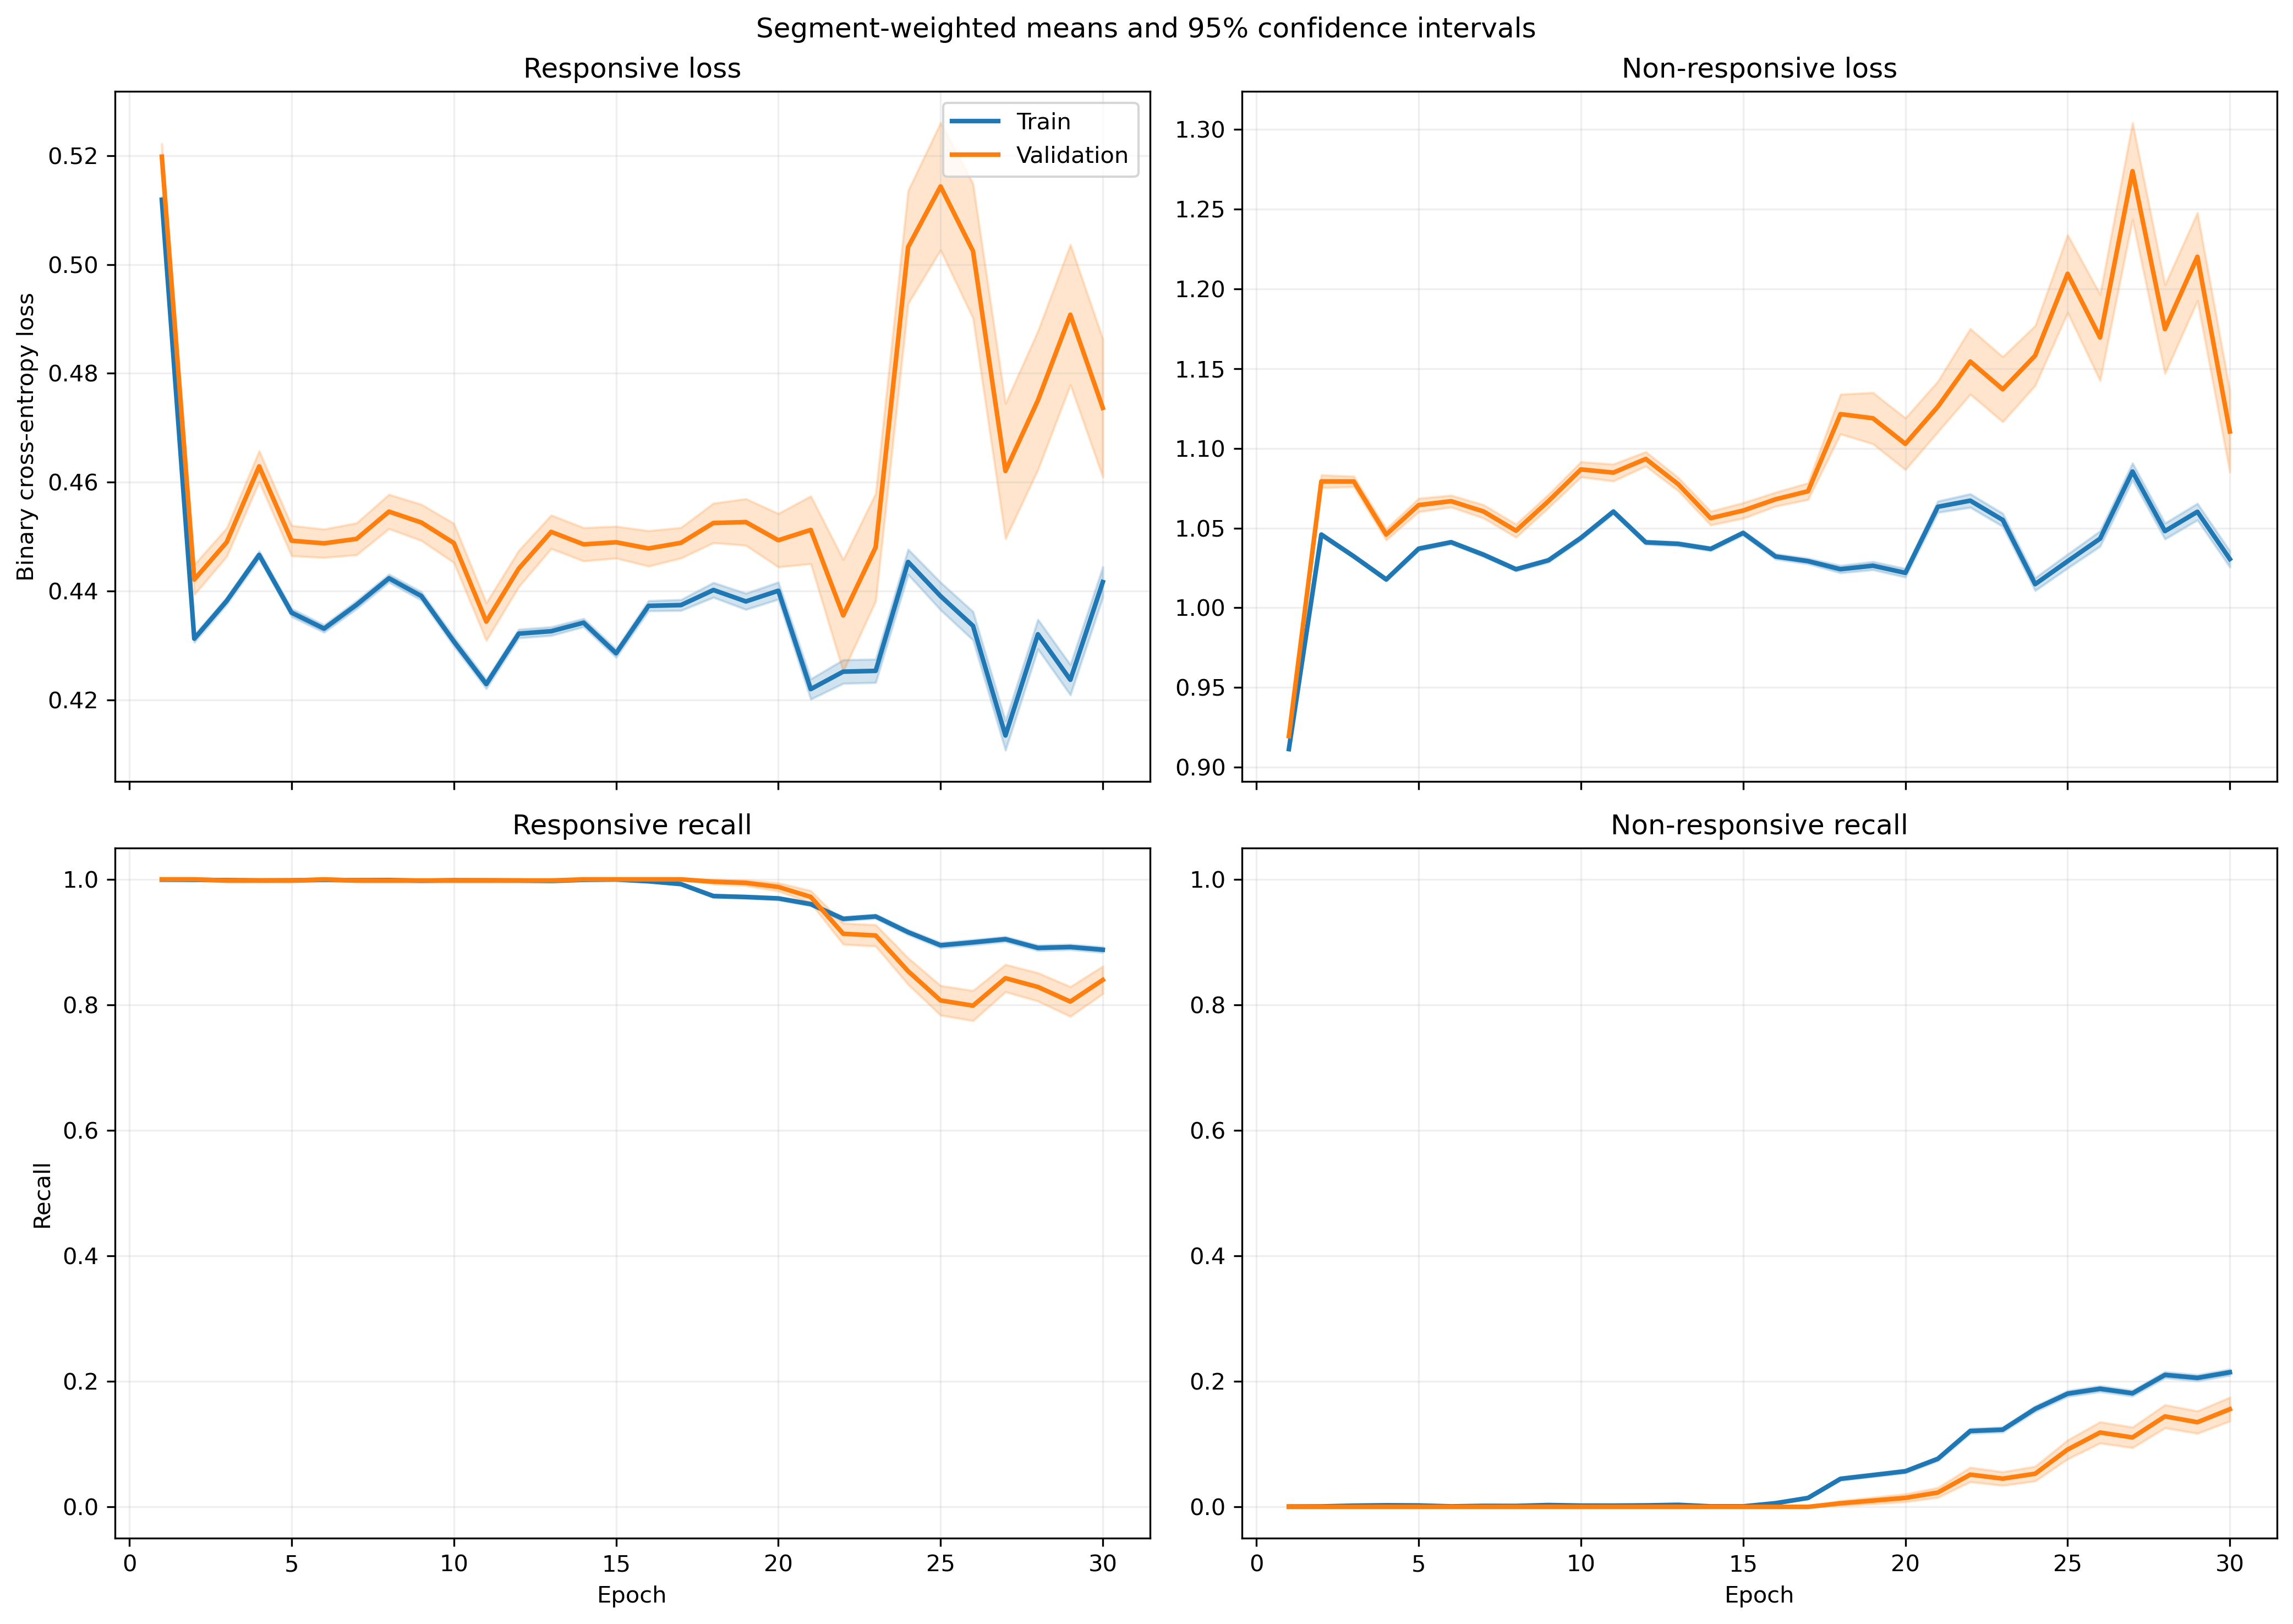 Segment-weighted means and 95% confidence intervals
Responsive loss
Non-responsive loss
Train
Validation
Binary cross-entropy loss
0.52
0.50
0.48
0.46
0.44
0.42
1.30
1.25
1.20
1.15
1.10
1.05
1.00
0.95
0.90
Responsive recall
Non-responsive recall
Recall
1.0
0.8
0.6
0.4
0.2
0.0
1.0
0.8
0.6
0.4
0.2
0.0
0 5 10 15 20 25 30
0 5 10 15 20 25 30
Epoch
Epoch